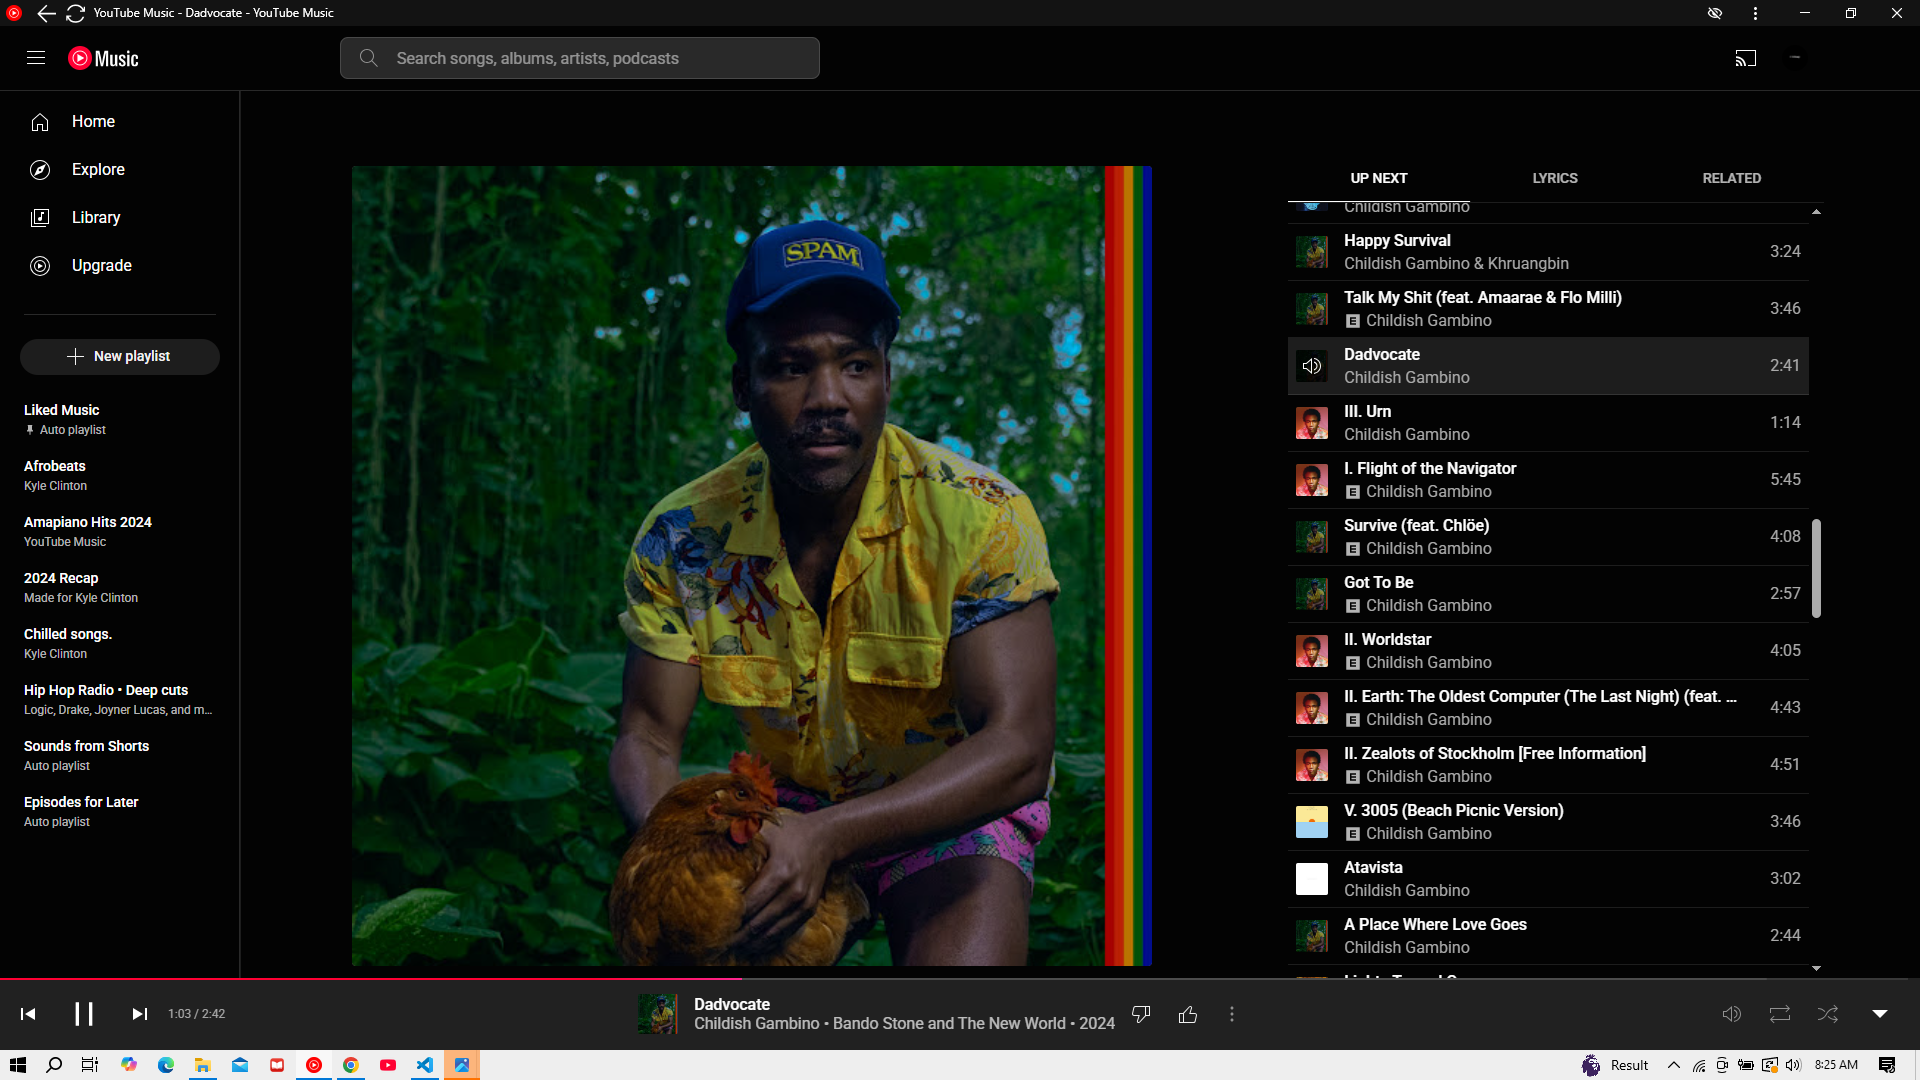 YouTube Music - Dadvocate - YouTube Music
Music
Search songs, albums, artists, podcasts
Home
Explore
Library
Upgrade
New playlist
Liked Music
Auto playlist
Afrobeats
Kyle Clinton
Amapiano Hits 2024
YouTube Music
2024 Recap
Made for Kyle Clinton
Chilled songs.
Kyle Clinton
Hip Hop Radio • Deep cuts
Logic, Drake, Joyner Lucas, and m...
Sounds from Shorts
Auto playlist
Episodes for Later
Auto playlist
SPAM
UP NEXT LYRICS RELATED
Childish Gambino
Happy Survival
Childish Gambino & Khruangbin
3:24
Talk My Shit (feat. Amaarae & Flo Milli)
E Childish Gambino
3:46
Dadvocate
Childish Gambino
2:41
III. Urn
Childish Gambino
1:14
I. Flight of the Navigator
E Childish Gambino
5:45
Survive (feat. Chlöe)
E Childish Gambino
4:08
Got To Be
E Childish Gambino
2:57
II. Worldstar
E Childish Gambino
4:05
II. Earth: The Oldest Computer (The Last Night) (feat. ...
E Childish Gambino
4:43
II. Zealots of Stockholm [Free Information]
E Childish Gambino
4:51
V. 3005 (Beach Picnic Version)
E Childish Gambino
3:46
Atavista
Childish Gambino
3:02
A Place Where Love Goes
Childish Gambino
2:44
1:03 / 2:42
Dadvocate
Childish Gambino • Bando Stone and The New World • 2024
Result
8:25 AM